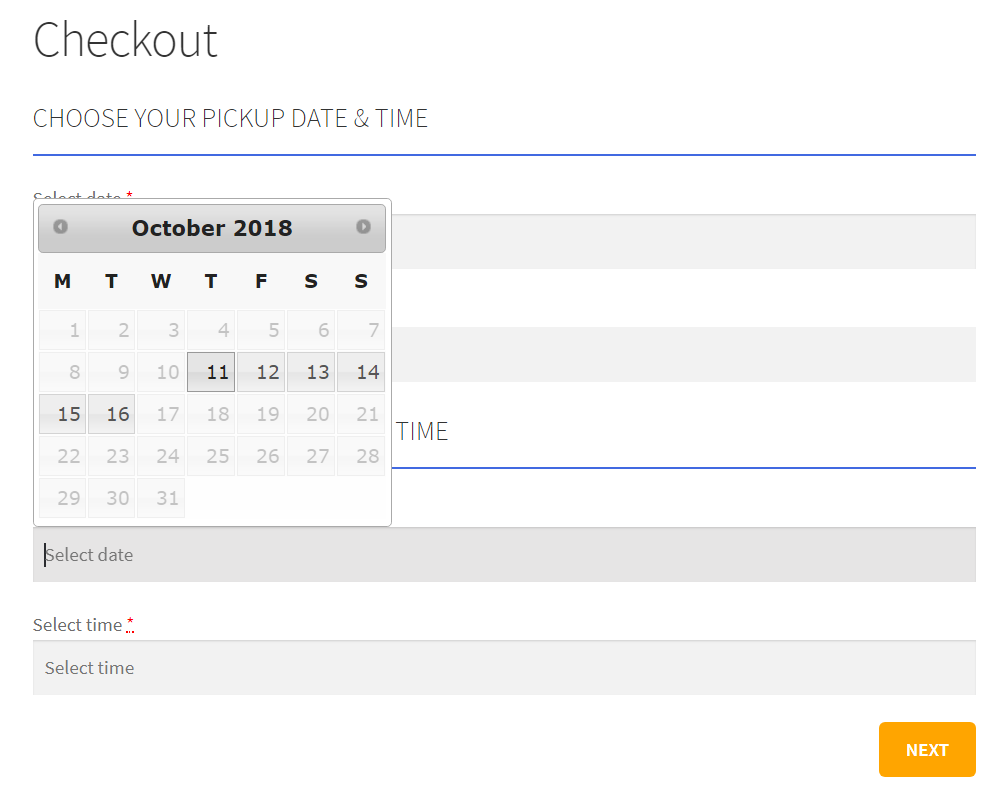 Checkout
CHOOSE YOUR PICKUP DATE & TIME
Select date *
October 2018
M T W T F S S
1 2 3 4 5 6 7
8 9 10 11 12 13 14
15 16 17 18 19 20 21
TIME
22 23 24 25 26 27 28
29 30 31
Select date
Select time *
Select time
NEXT